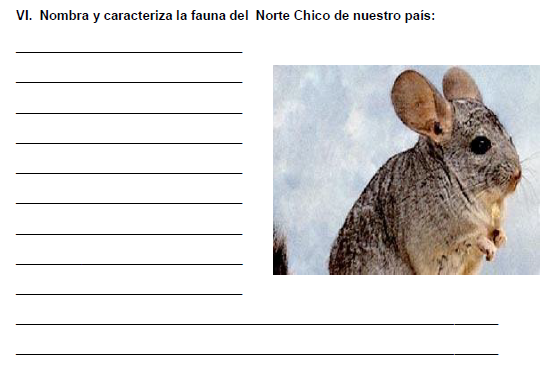 VI. Nombra y caracteriza la fauna del Norte Chico de nuestro país: